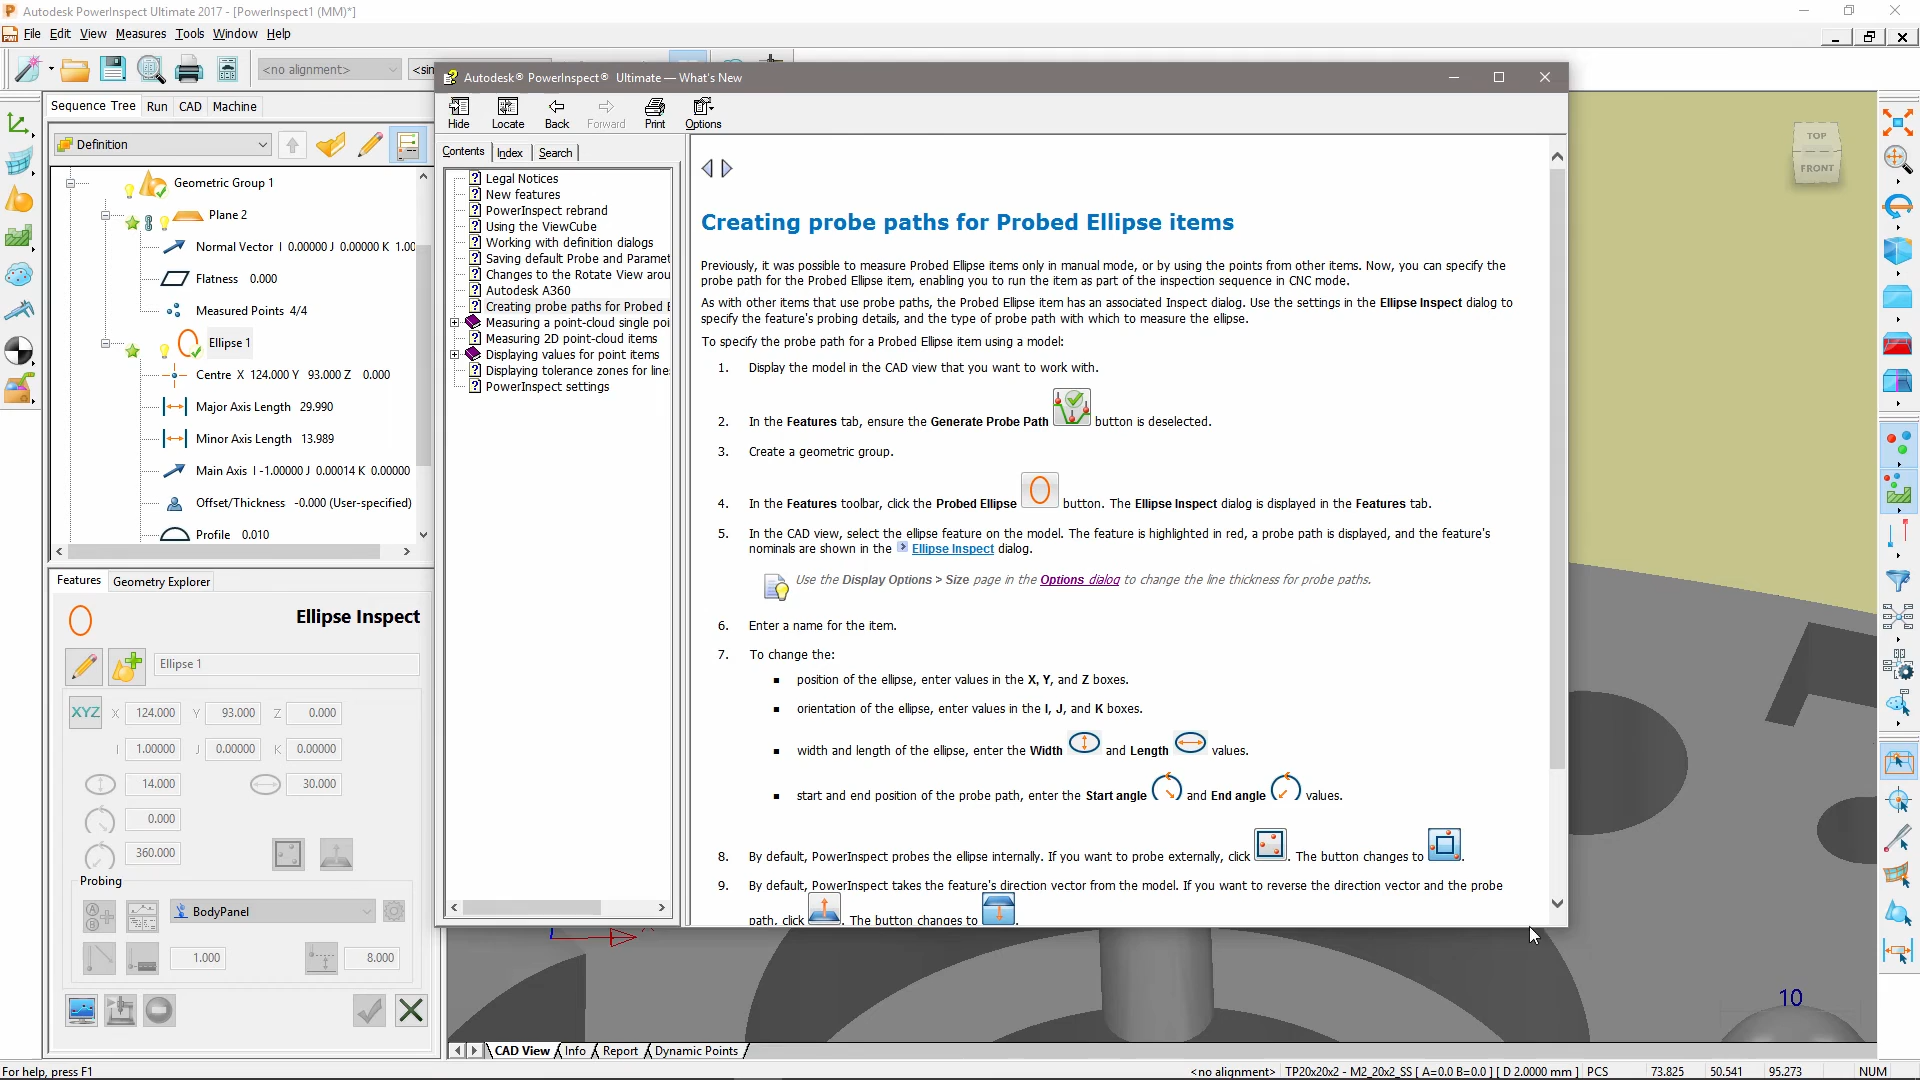 Autodesk PowerInspect Ultimate 2017 - [PowerInspect1 (MM)*]
File Edit View Measures Tools Window Help
<no alignment> <sin
Autodesk® PowerInspect® Ultimate — What's New
Hide Locate Back Forward Print Options
Contents Index Search
Legal Notices
New features
PowerInspect rebrand
Using the ViewCube
Working with definition dialogs
Saving default Probe and Paramet
Changes to the Rotate View arou
Autodesk A360
Creating probe paths for Probed E
Measuring a point-cloud single poi
Measuring 2D point-cloud items
Displaying values for point items
Displaying tolerance zones for line
PowerInspect settings
Creating probe paths for Probed Ellipse items
Previously, it was possible to measure Probed Ellipse items only in manual mode, or by using the points from other items. Now, you can specify the
probe path for the Probed Ellipse item, enabling you to run the item as part of the inspection sequence in CNC mode.
As with other items that use probe paths, the Probed Ellipse item has an associated Inspect dialog. Use the settings in the Ellipse Inspect dialog to
specify the feature's probing details, and the type of probe path with which to measure the ellipse.
To specify the probe path for a Probed Ellipse item using a model:
1. Display the model in the CAD view that you want to work with.
2. In the Features tab, ensure the Generate Probe Path button is deselected.
3. Create a geometric group.
4. In the Features toolbar, click the Probed Ellipse button. The Ellipse Inspect dialog is displayed in the Features tab.
5. In the CAD view, select the ellipse feature on the model. The feature is highlighted in red, a probe path is displayed, and the feature's
nominals are shown in the Ellipse Inspect dialog.
Use the Display Options > Size page in the Options dialog to change the line thickness for probe paths.
6. Enter a name for the item.
7. To change the:
▪ position of the ellipse, enter values in the X, Y, and Z boxes.
▪ orientation of the ellipse, enter values in the I, J, and K boxes.
▪ width and length of the ellipse, enter the Width and Length values.
▪ start and end position of the probe path, enter the Start angle and End angle values.
8. By default, PowerInspect probes the ellipse internally. If you want to probe externally, click . The button changes to .
9. By default, PowerInspect takes the feature's direction vector from the model. If you want to reverse the direction vector and the probe
path, click . The button changes to .
Sequence Tree Run CAD Machine
Definition
Geometric Group 1
Plane 2
Normal Vector I 0.00000 J 0.00000 K 1.00
Flatness 0.000
Measured Points 4/4
Ellipse 1
Centre X 124.000 Y 93.000 Z 0.000
Major Axis Length 29.990
Minor Axis Length 13.989
Main Axis I -1.00000 J 0.00014 K 0.00000
Offset/Thickness -0.000 (User-specified)
Profile 0.010
Features Geometry Explorer
Ellipse Inspect
Ellipse 1
XYZ X 124.000 Y 93.000 Z 0.000
I 1.00000 J 0.00000 K 0.00000
14.000 30.000
0.000
360.000
Probing
A B BodyPanel
1.000 8.000
TOP
FRONT
10
CAD View Info Report Dynamic Points
For help, press F1
<no alignment> TP20x20x2 - M2_20x2_SS [ A=0.0 B=0.0 ] [ D 2.0000 mm ] PCS 73.825 50.541 95.273 NUM